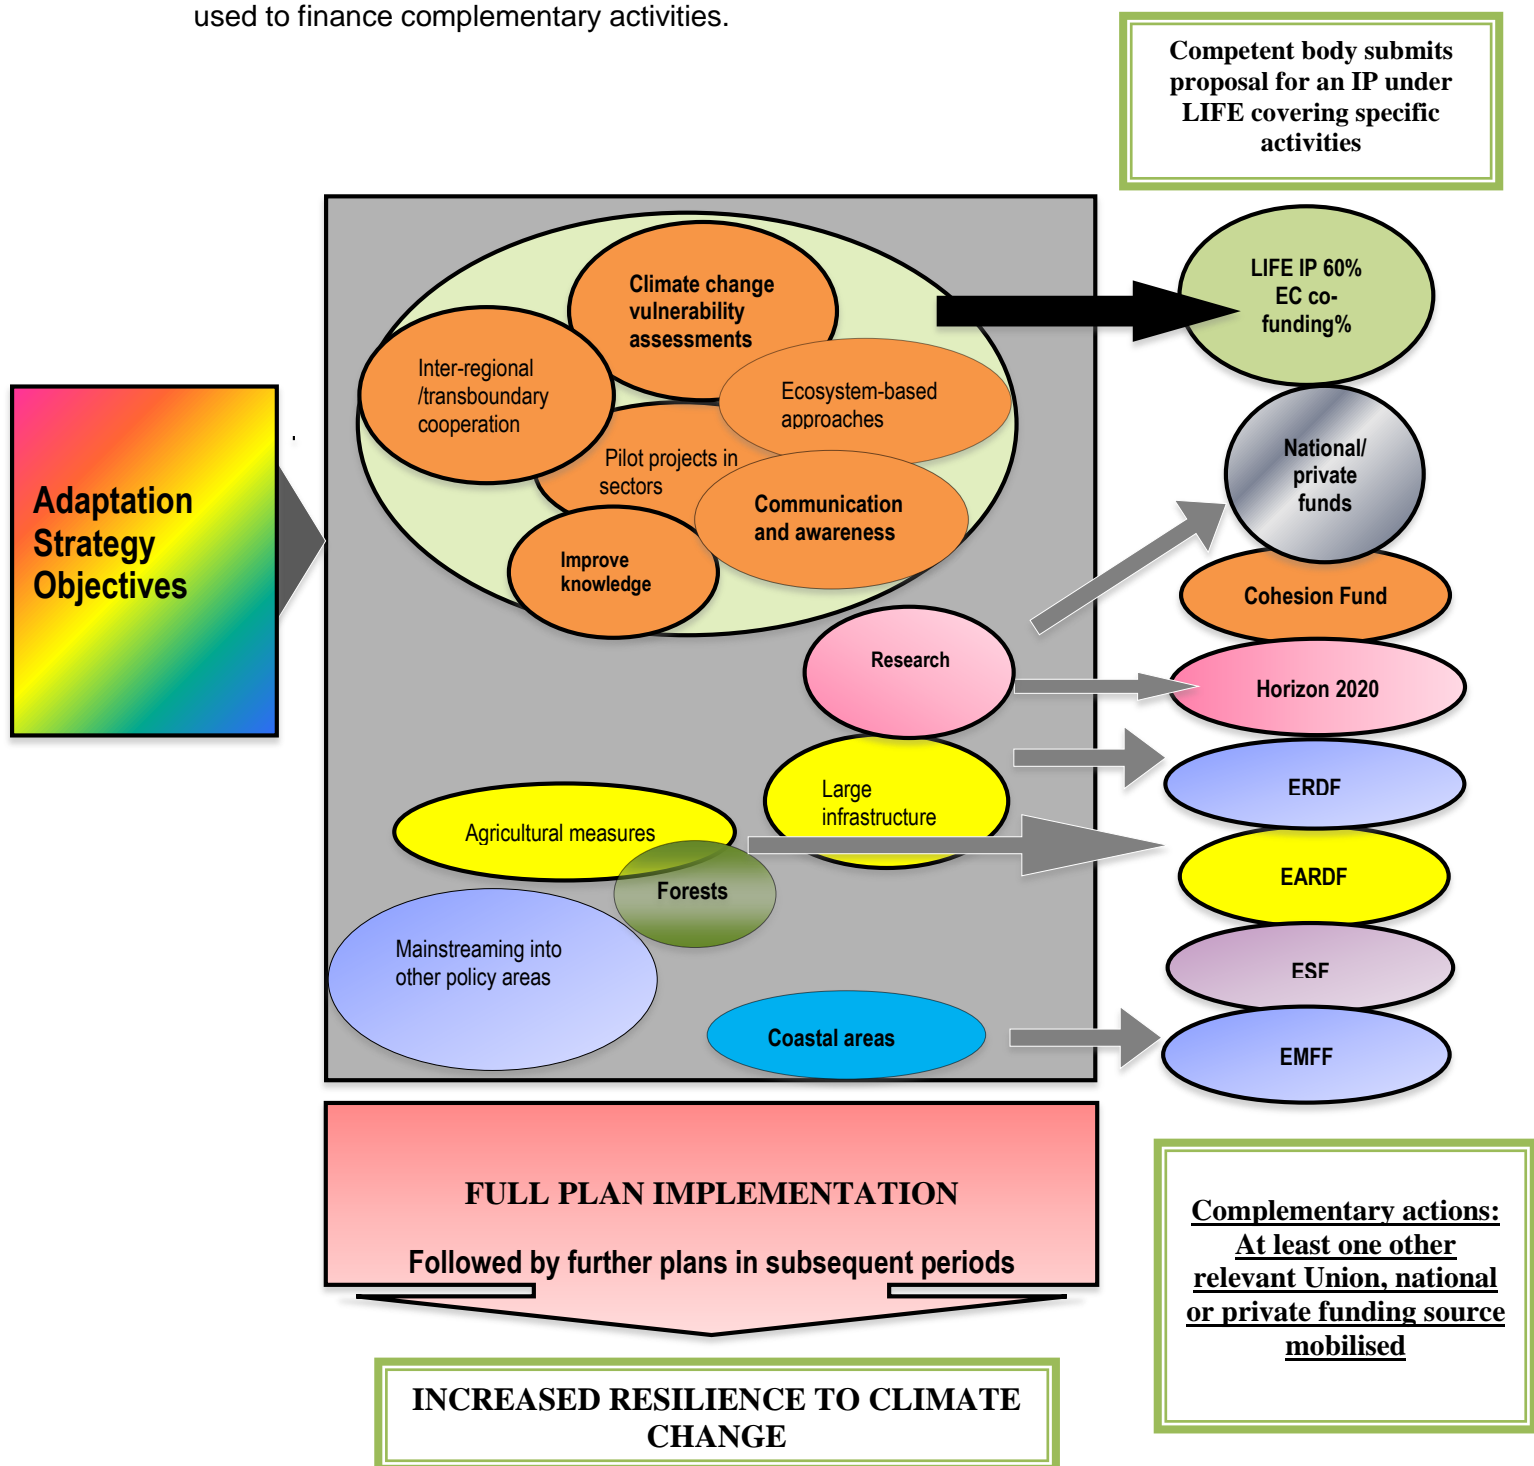 used to finance complementary activities.
Competent body submits
proposal for an IP under
LIFE covering specific
activities
Climate change
vulnerability
assessments
LIFE IP 60%
EC co-
funding%
Inter-regional
/transboundary
cooperation
Ecosystem-based
approaches
Adaptation
Strategy
Objectives
Pilot projects in
sectors
Communication
and awareness
National/
private
funds
Improve
knowledge
Cohesion Fund
Research
Horizon 2020
Large
infrastructure
ERDF
Agricultural measures
EARDF
Forests
Mainstreaming into
other policy areas
ESF
Coastal areas
EMFF
FULL PLAN IMPLEMENTATION
Followed by further plans in subsequent periods
Complementary actions:
At least one other
relevant Union, national
or private funding source
mobilised
INCREASED RESILIENCE TO CLIMATE
CHANGE